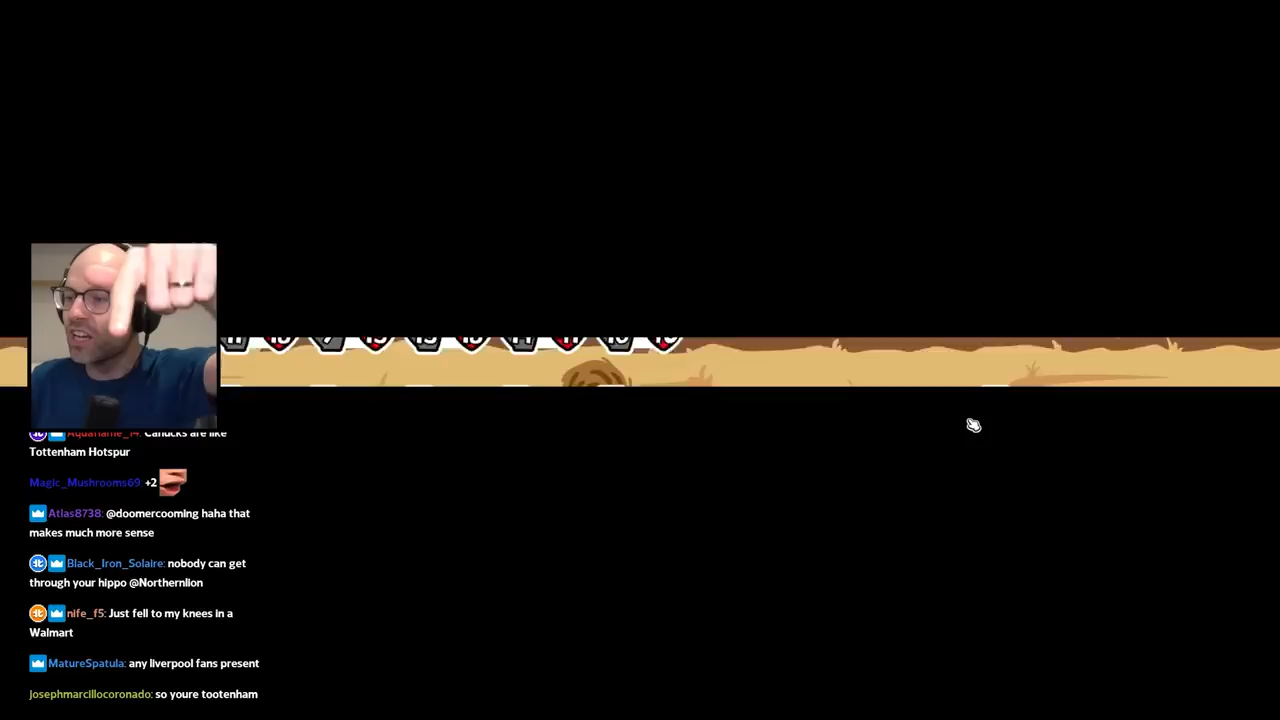 Aquaflame_14: Canucks are like
Tottenham Hotspur
Magic_Mushrooms69 +2
Atlas8738: @doomercooming haha that
makes much more sense
Black_Iron_Solaire: nobody can get
through your hippo @Northernlion
nife_f5: Just fell to my knees in a
Walmart
MatureSpatula: any liverpool fans present
Josephmarcillocoronado: so youre tootenham